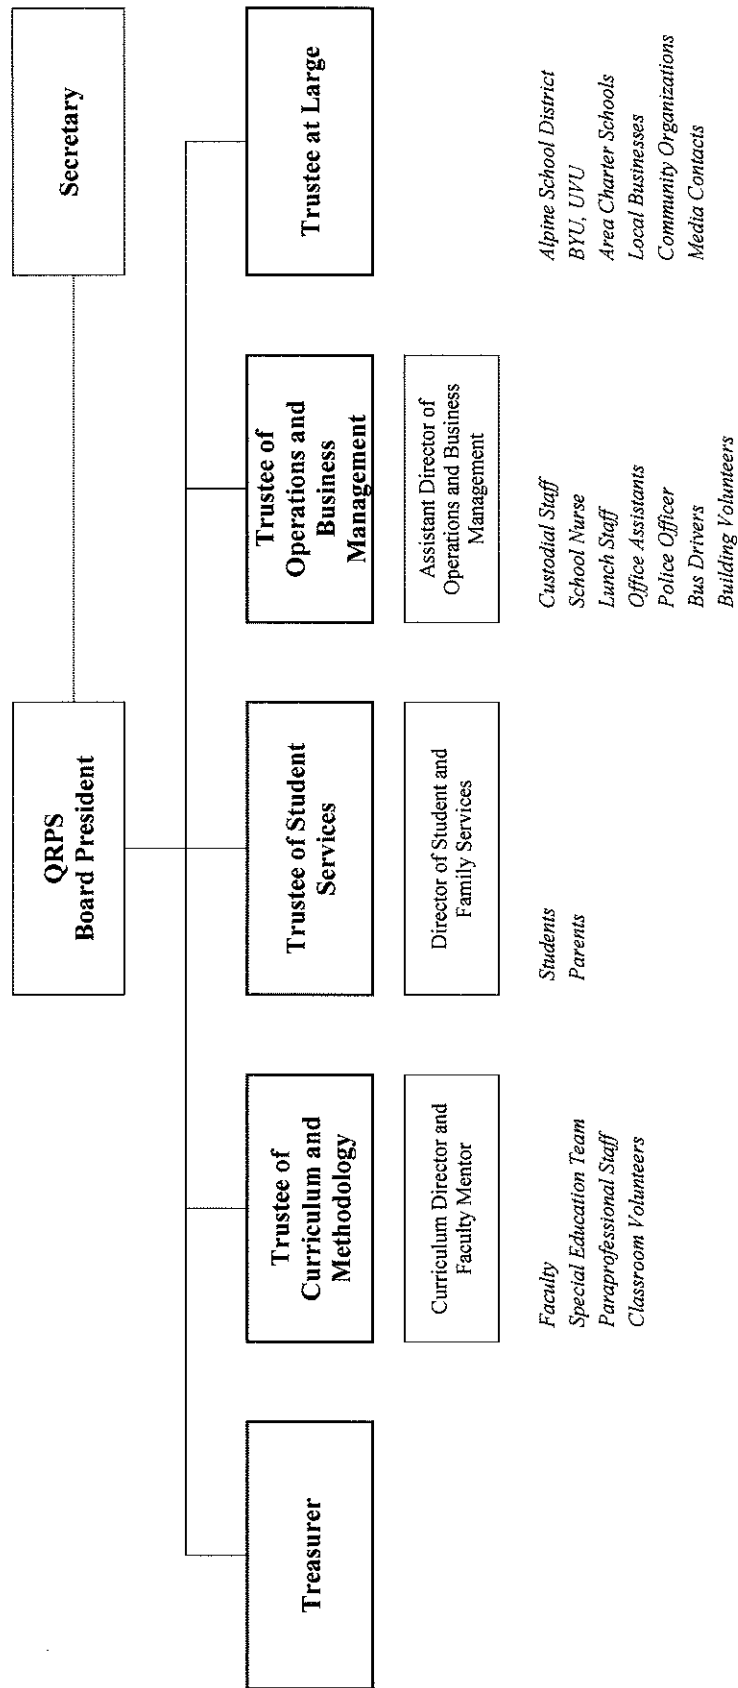 QRPS
Board President
Secretary
Treasurer
Trustee of
Curriculum and
Methodology
Trustee of Student
Services
Trustee of
Operations and
Business
Management
Trustee at Large
Curriculum Director and
Faculty Mentor
Director of Student and
Family Services
Assistant Director of
Operations and Business
Management
Faculty
Special Education Team
Paraprofessional Staff
Classroom Volunteers
Students
Parents
Custodial Staff
School Nurse
Lunch Staff
Office Assistants
Police Officer
Bus Drivers
Building Volunteers
Alpine School District
BYU, UVU
Area Charter Schools
Local Businesses
Community Organizations
Media Contacts